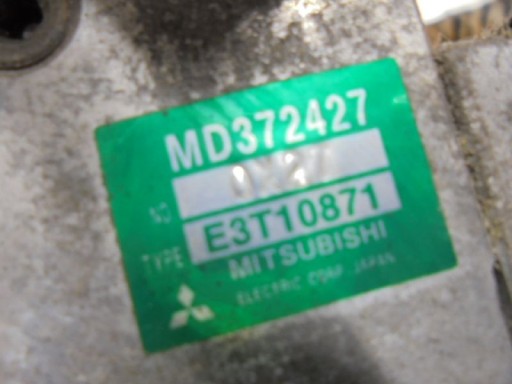 MD372427
NO
TYPE E3T10871
MITSUBISHI
ELECTRIC CORP. JAPAN